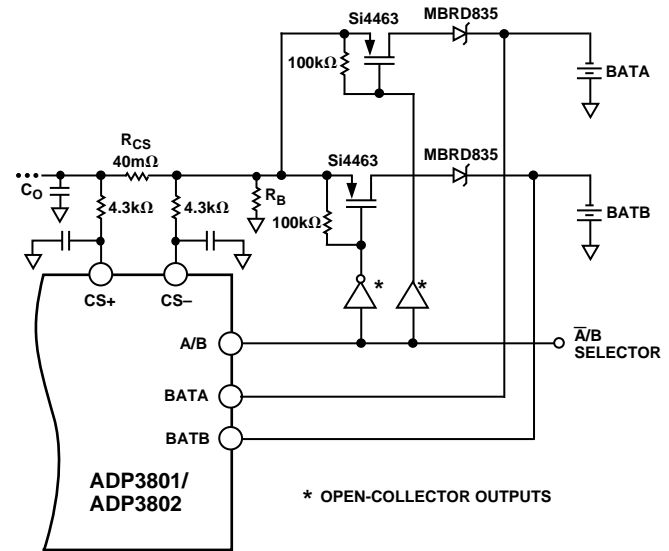 Si4463
MBRD835
100kΩ
BATA
RCS
40mΩ
Si4463
MBRD835
CO
4.3kΩ
4.3kΩ
RB
100kΩ
BATB
CS+
CS–
*
*
A/B
A̅/B
SELECTOR
BATA
BATB
ADP3801/
ADP3802
* OPEN-COLLECTOR OUTPUTS